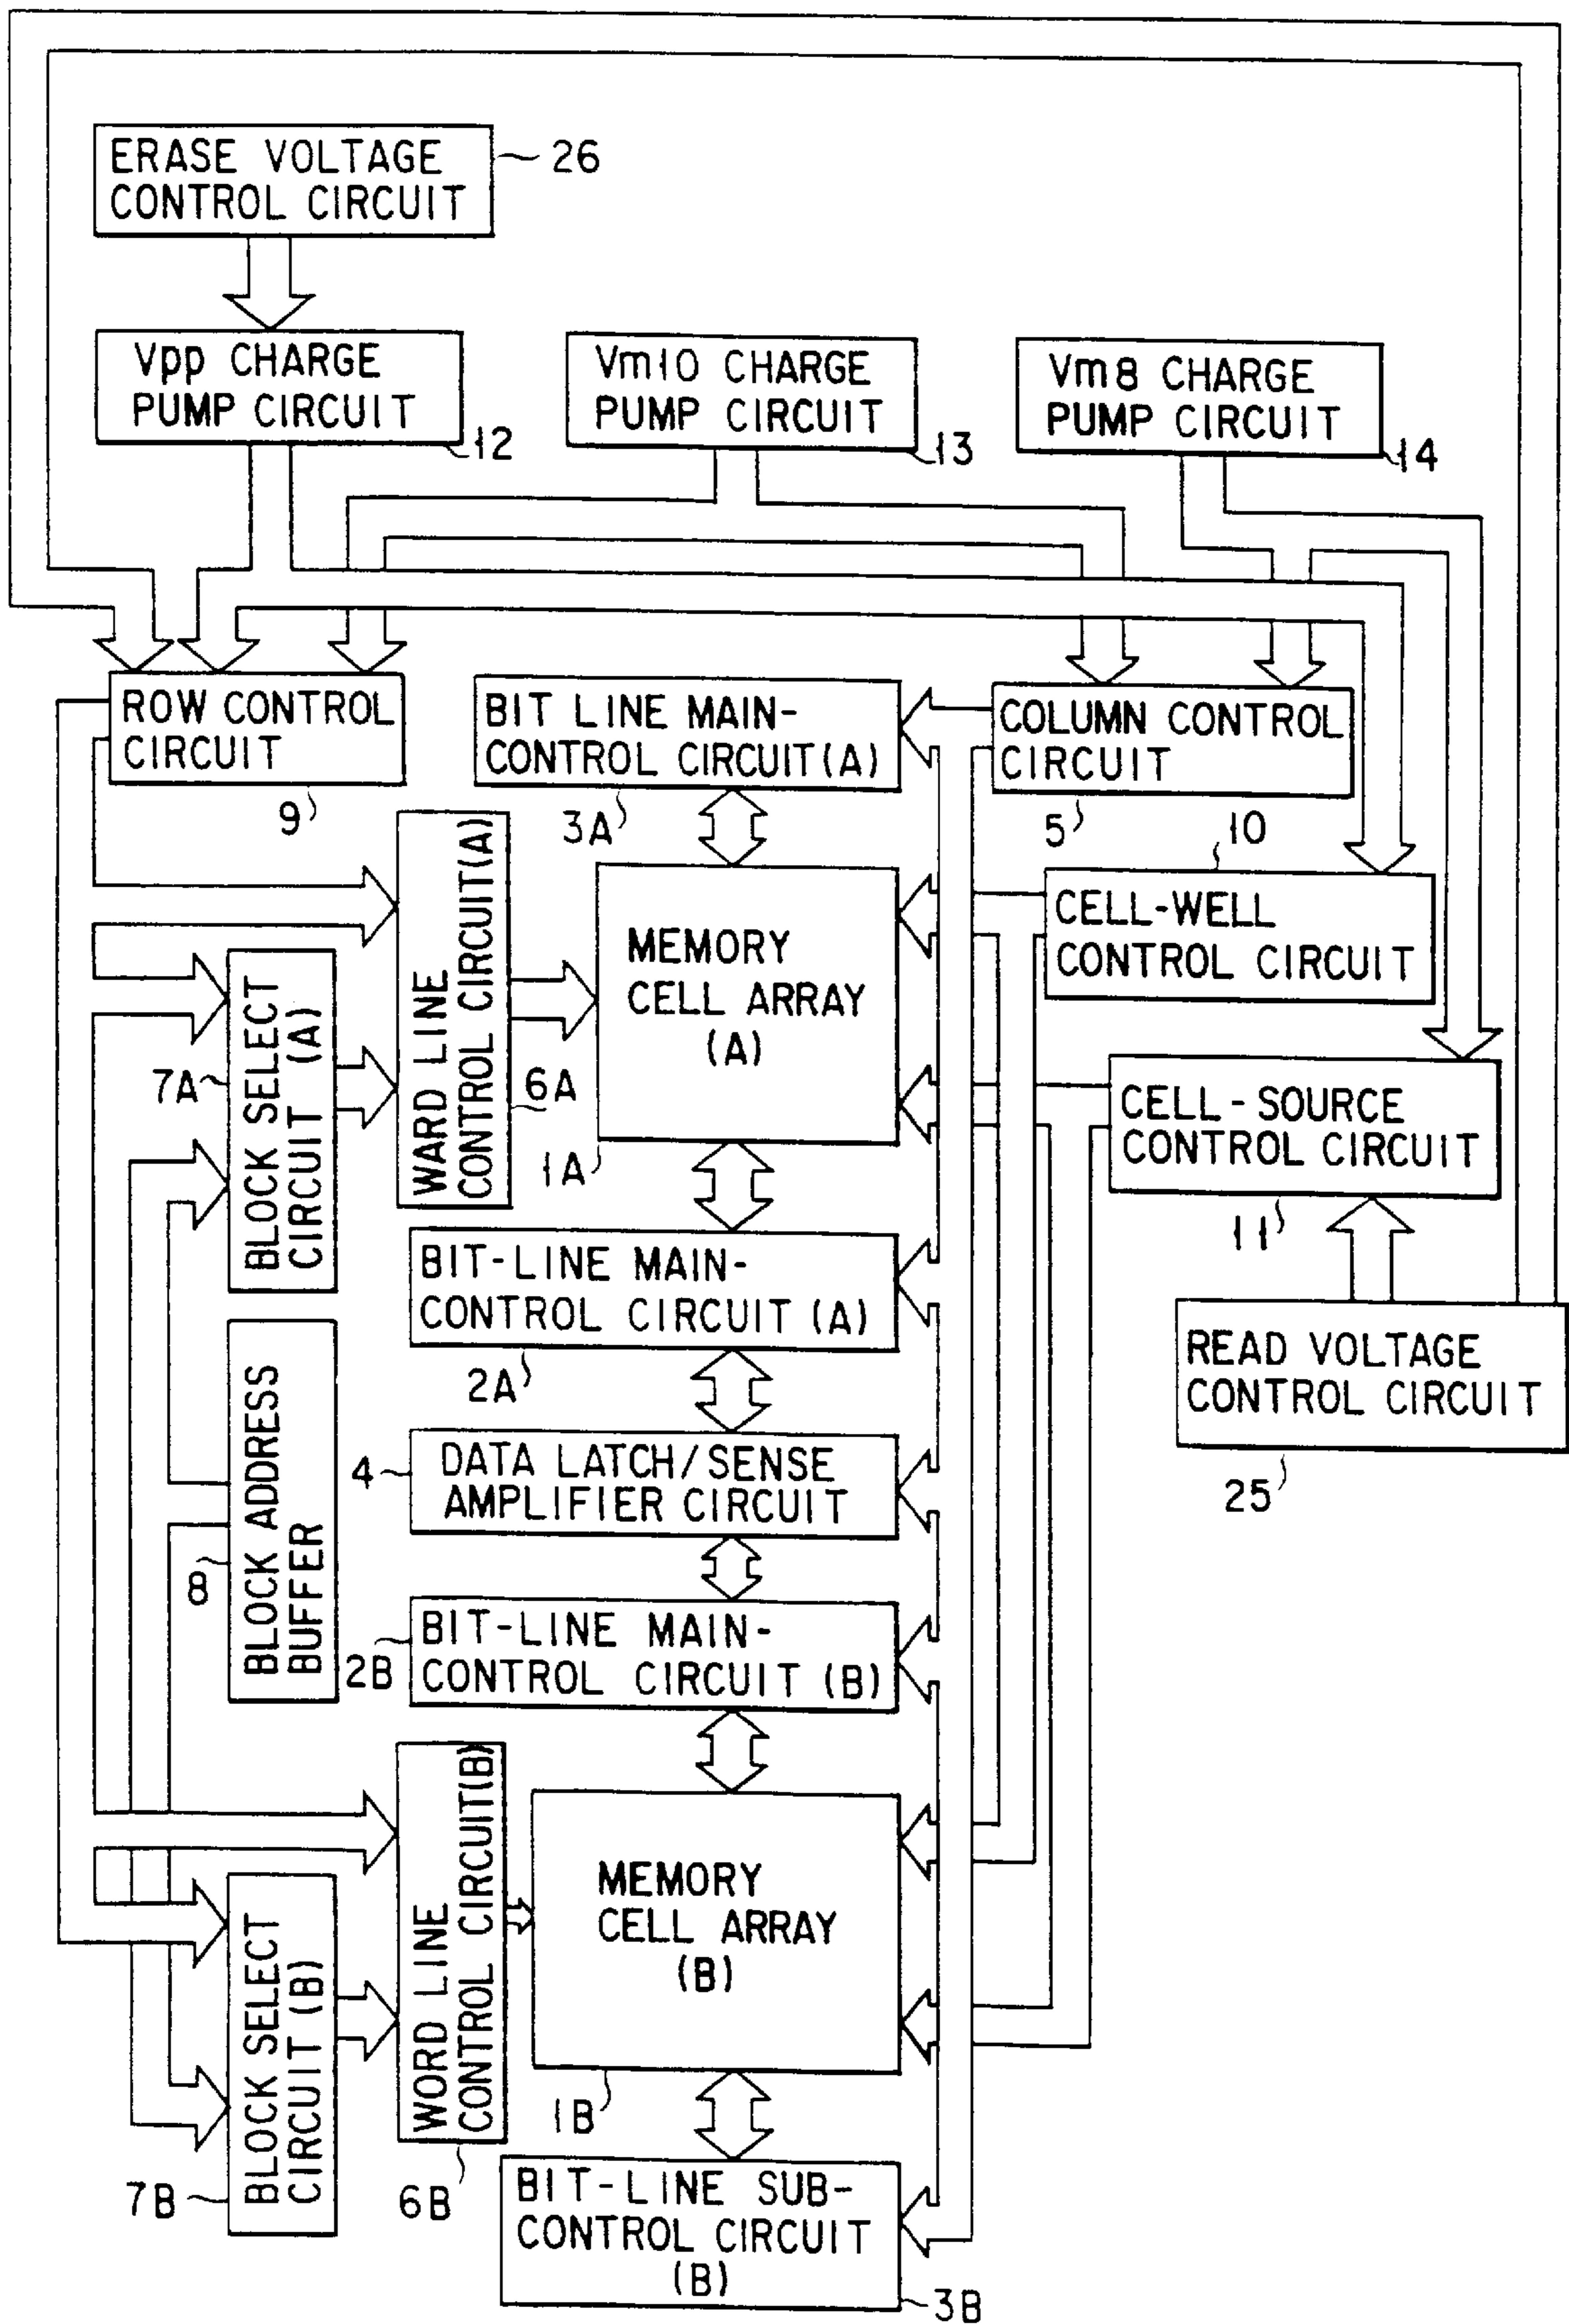 ERASE VOLTAGE
CONTROL CIRCUIT
26
Vpp CHARGE
PUMP CIRCUIT
12
Vm10 CHARGE
PUMP CIRCUIT
13
Vm8 CHARGE
PUMP CIRCUIT
14
ROW CONTROL
CIRCUIT
9
BIT LINE MAIN-
CONTROL CIRCUIT(A)
3A
COLUMN CONTROL
CIRCUIT
5
10
CELL-WELL
CONTROL CIRCUIT
WARD LINE
CONTROL CIRCUIT(A)
6A
MEMORY
CELL ARRAY
(A)
1A
BLOCK SELECT
CIRCUIT (A)
7A
CELL-SOURCE
CONTROL CIRCUIT
11
BIT-LINE MAIN-
CONTROL CIRCUIT (A)
2A
READ VOLTAGE
CONTROL CIRCUIT
25
BLOCK ADDRESS
BUFFER
8
4
DATA LATCH/SENSE
AMPLIFIER CIRCUIT
BIT-LINE MAIN-
CONTROL CIRCUIT (B)
2B
WORD LINE
CONTROL CIRCUIT(B)
6B
MEMORY
CELL ARRAY
(B)
1B
BLOCK SELECT
CIRCUIT (B)
7B
BIT-LINE SUB-
CONTROL CIRCUIT
(B)
3B